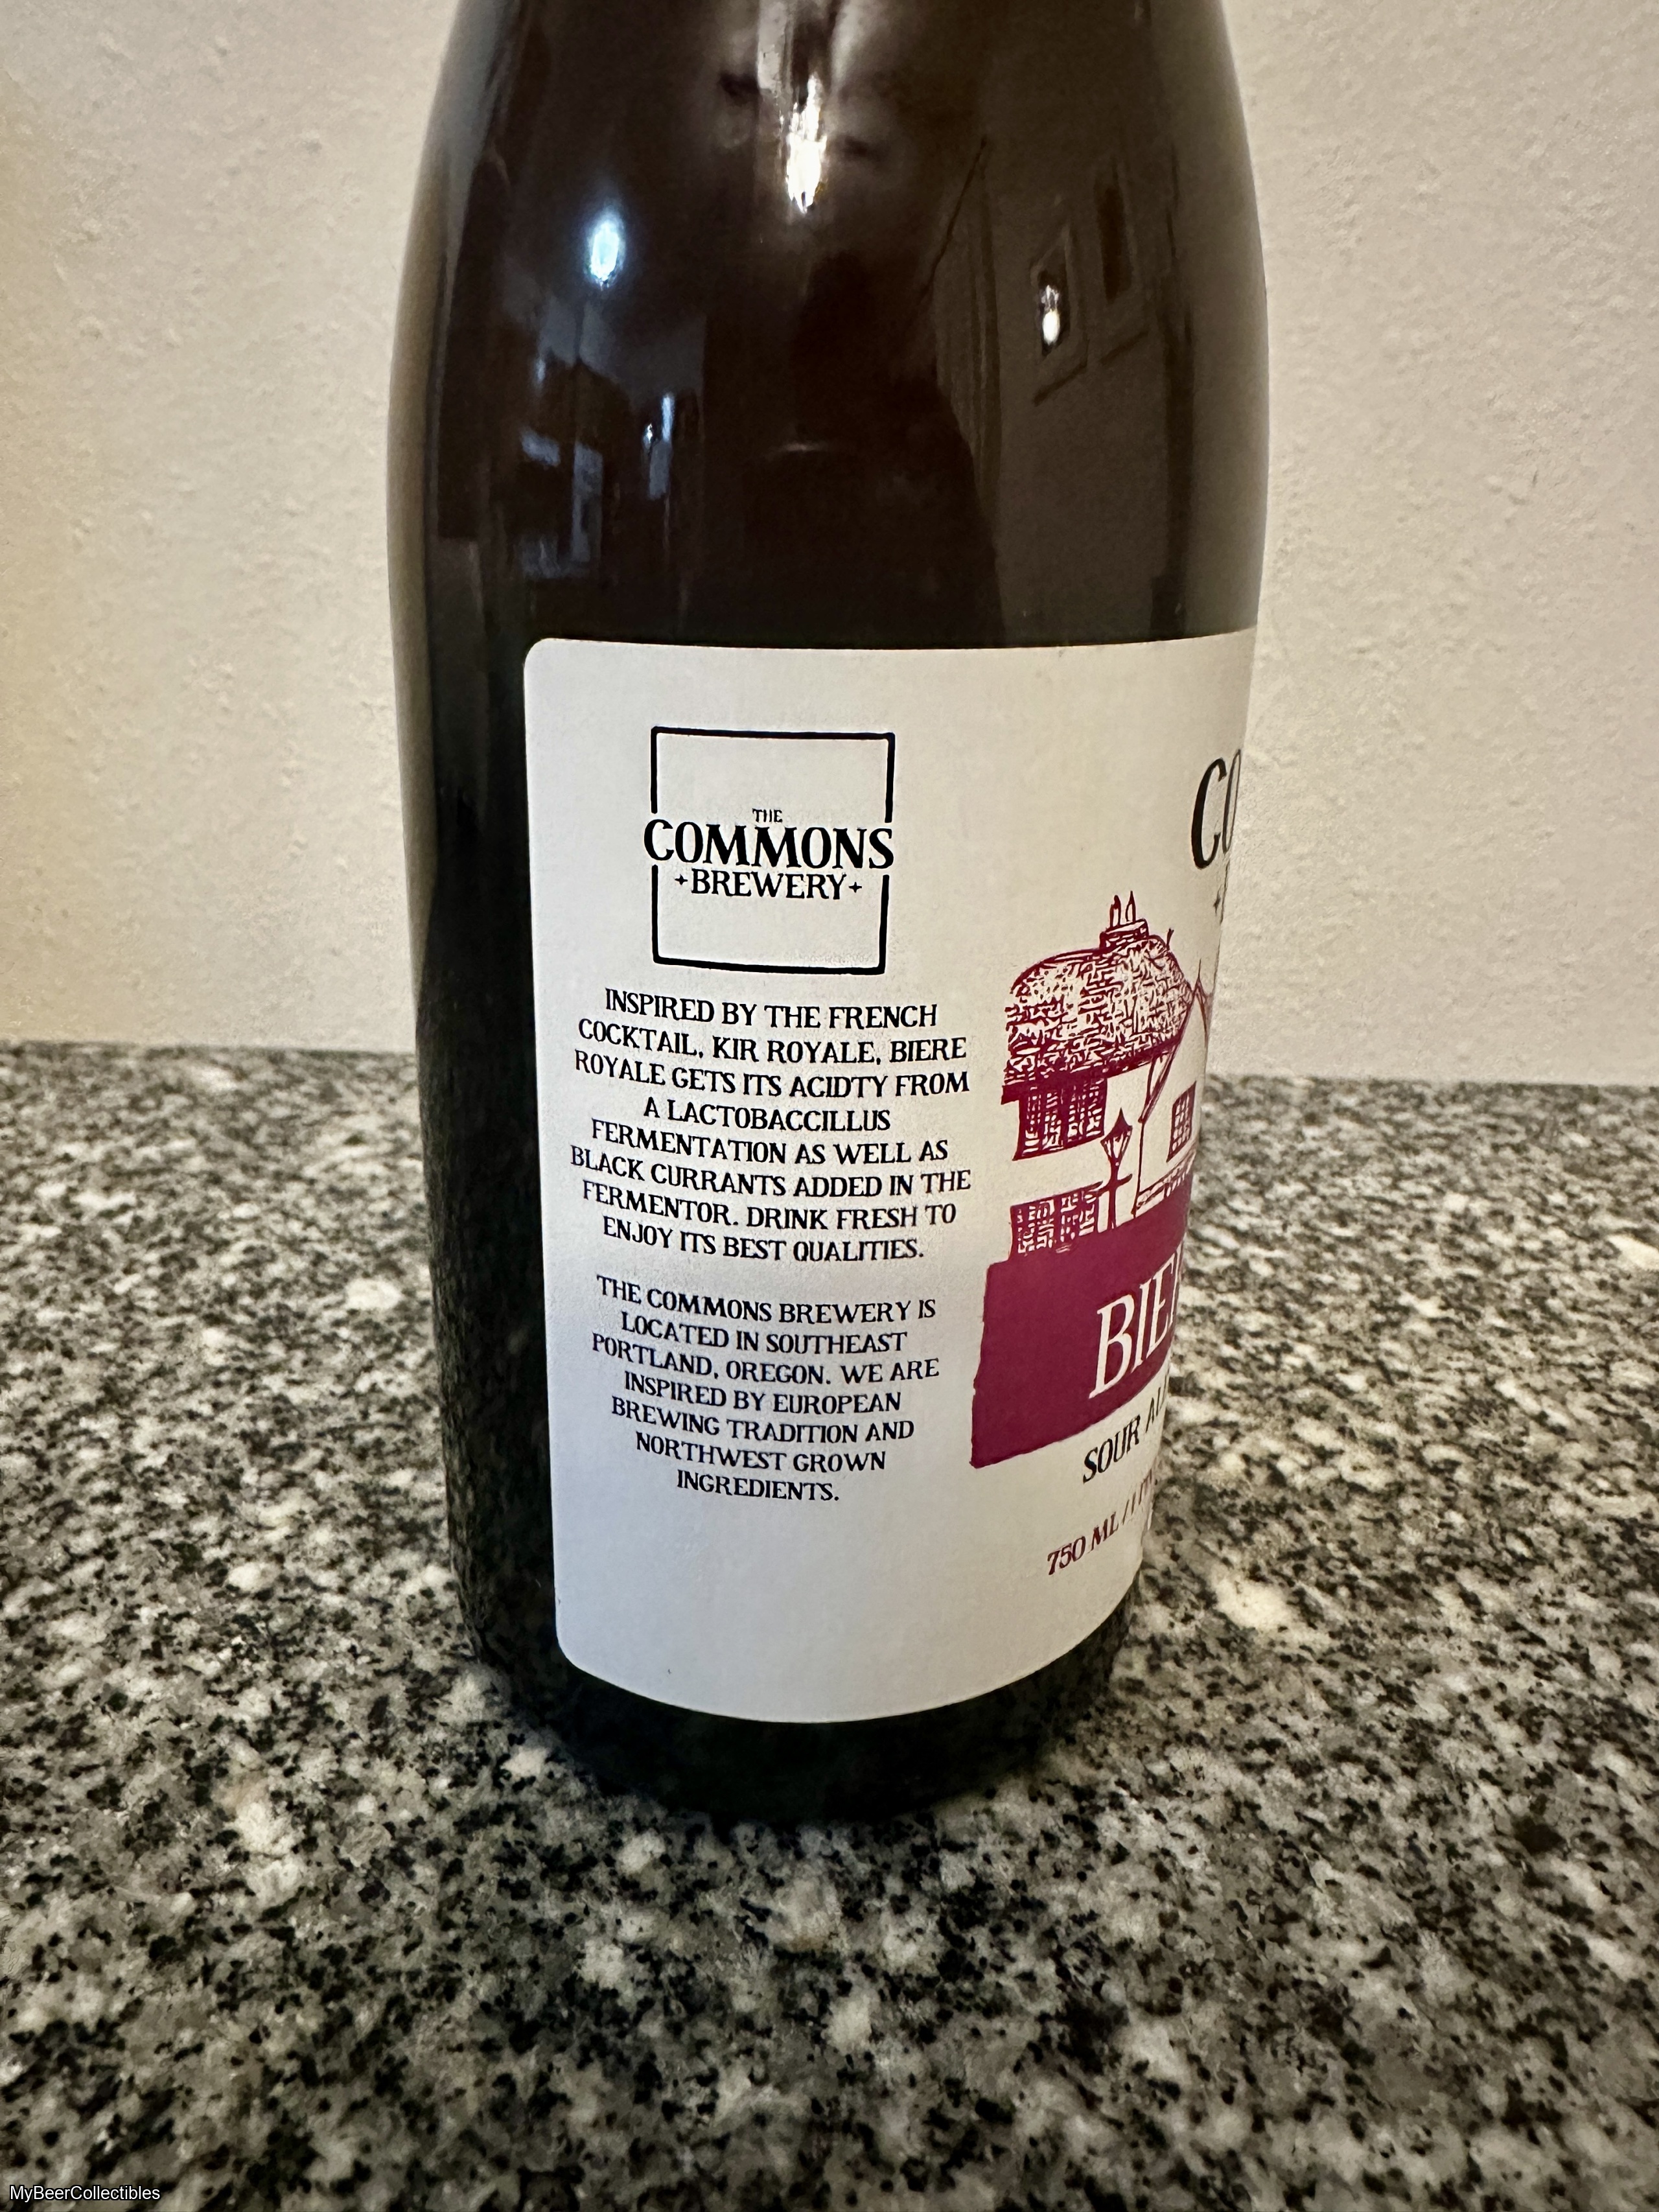 THE
COMMONS
+BREWERY+
INSPIRED BY THE FRENCH
COCKTAIL, KIR ROYALE, BIERE
ROYALE GETS ITS ACIDTY FROM
A LACTOBACCILLUS
FERMENTATION AS WELL AS
BLACK CURRANTS ADDED IN THE
FERMENTOR. DRINK FRESH TO
ENJOY ITS BEST QUALITIES.
THE COMMONS BREWERY IS
LOCATED IN SOUTHEAST
PORTLAND, OREGON. WE ARE
INSPIRED BY EUROPEAN
BREWING TRADITION AND
NORTHWEST GROWN
INGREDIENTS.
CO
BIE
SOUR
750 ML /
MyBeerCollectibles